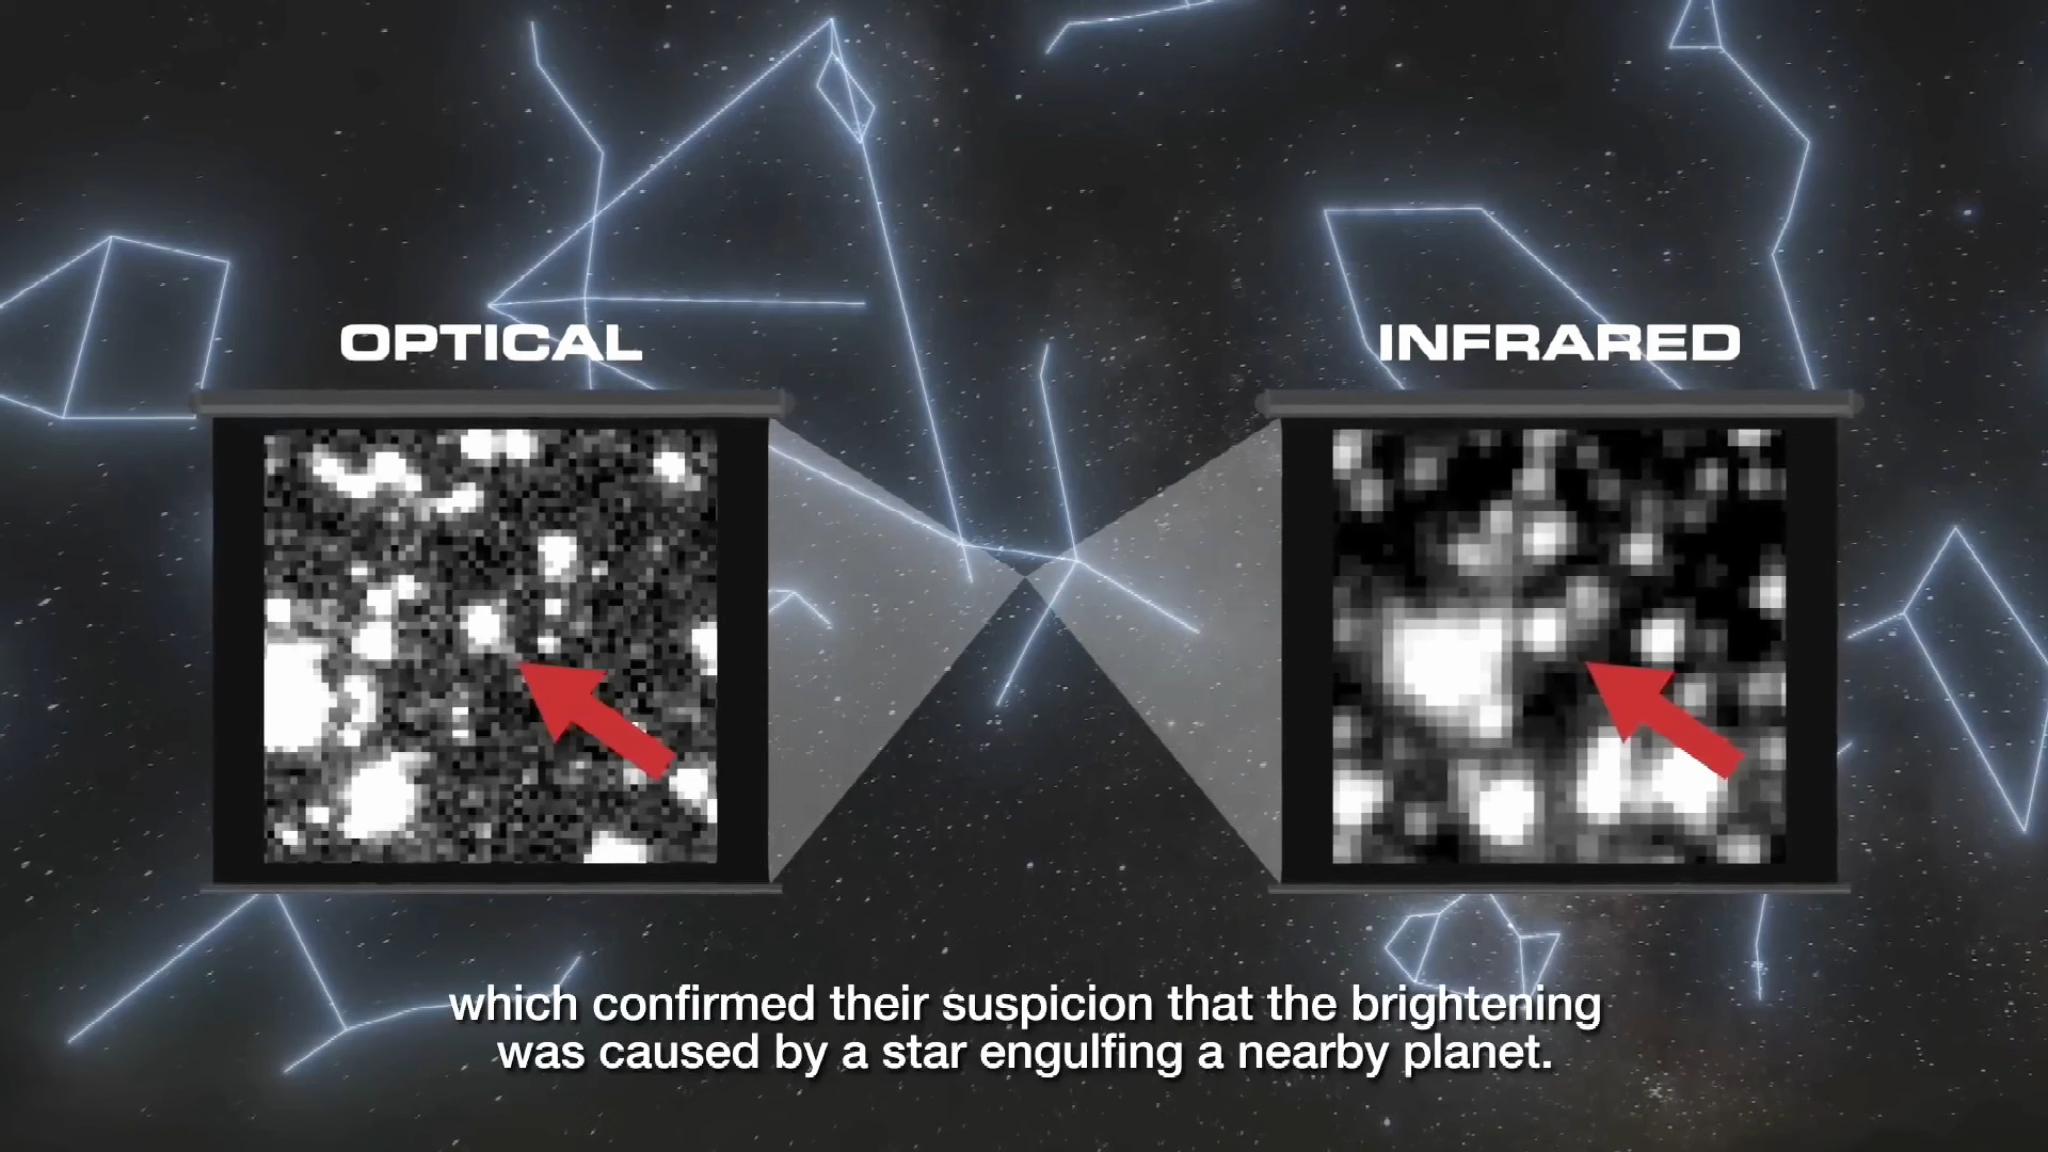 OPTICAL
INFRARED
which confirmed their suspicion that the brightening
was caused by a star engulfing a nearby planet.